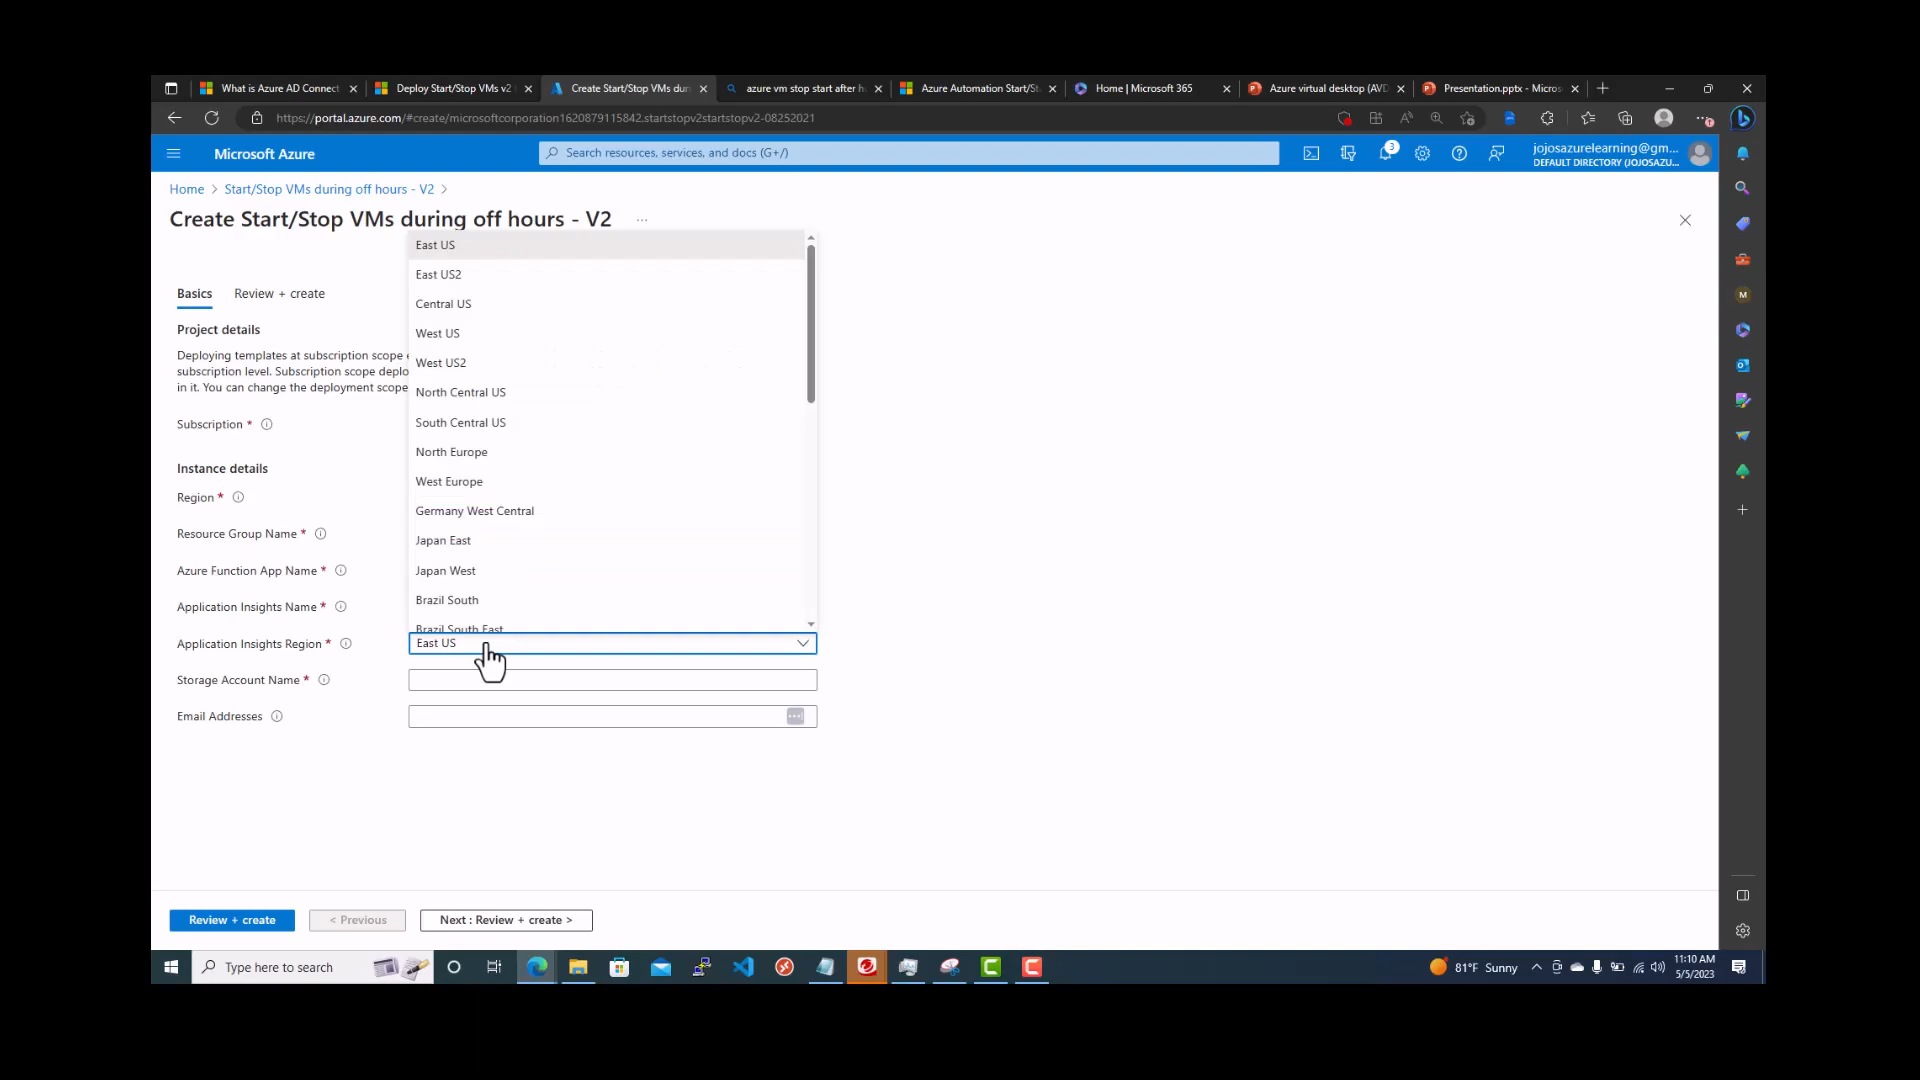 What is Azure AD Connect
Deploy Start/Stop VMs v2
Create Start/Stop VMs dur
azure vm stop start after h
Azure Automation Start/St
Home | Microsoft 365
Azure virtual desktop (AVD
Presentation.pptx - Micros
https://portal.azure.com/#create/microsoftcorporation1620879115842.startstopv2startstopv2-08252021
Microsoft Azure
Search resources, services, and docs (G+/)
3
jojosazurelearning@gm...
DEFAULT DIRECTORY (JOJOSAZU...
Home > Start/Stop VMs during off hours - V2 >
Create Start/Stop VMs during off hours - V2 ...
East US
East US2
Basics
Review + create
Central US
Project details
West US
Deploying templates at subscription scope
subscription level. Subscription scope deplo
in it. You can change the deployment scope
West US2
North Central US
Subscription *
South Central US
North Europe
Instance details
West Europe
Region *
Germany West Central
Resource Group Name *
Japan East
Azure Function App Name *
Japan West
Application Insights Name *
Brazil South
Brazil South East
Application Insights Region *
East US
Storage Account Name *
Email Addresses
Review + create
< Previous
Next : Review + create >
Type here to search
81°F Sunny
11:10 AM
5/5/2023
M